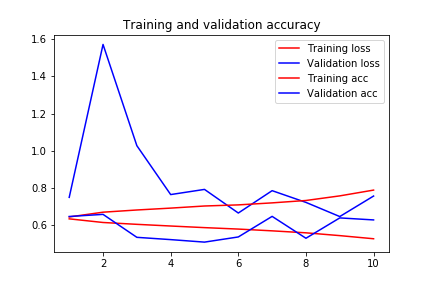 Training and validation accuracy
1.6
1.4
1.2
1.0
0.8
0.6
Training loss
Validation loss
Training acc
Validation acc
2 4 6 8 10